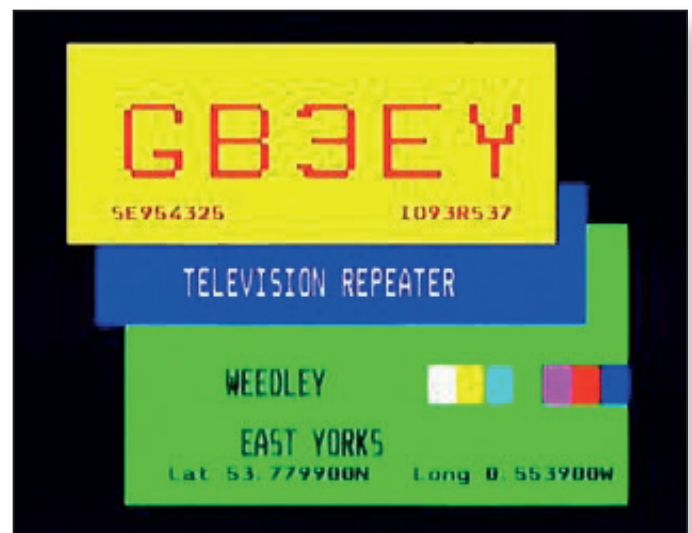 GB3EY
SE954325 IO93RS37
TELEVISION REPEATER
WEEDLEY
EAST YORKS
Lat 53.779900N Long 0.553900W